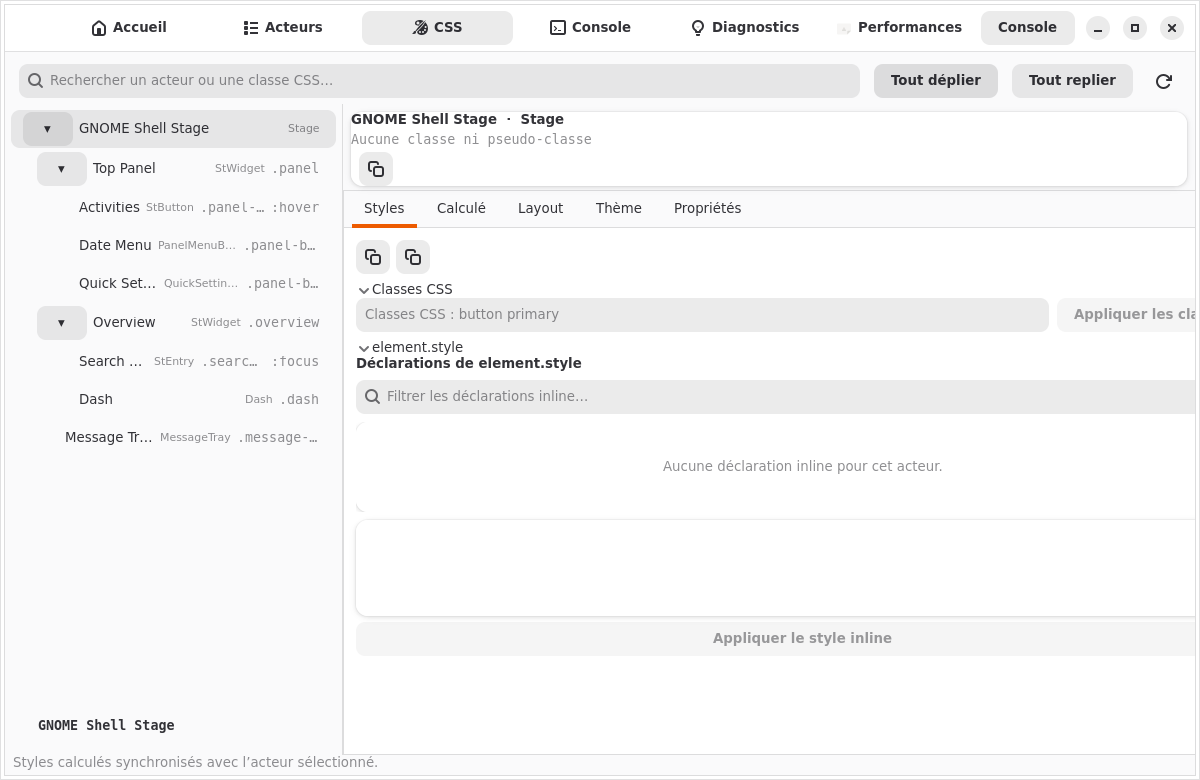 Accueil Acteurs CSS Console Diagnostics Performances Console
Rechercher un acteur ou une classe CSS… Tout déplier Tout replier
GNOME Shell Stage Stage
Top Panel StWidget .panel
Activities StButton .panel-… :hover
Date Menu PanelMenuB… .panel-b…
Quick Set… QuickSettin… .panel-b…
Overview StWidget .overview
Search … StEntry .searc… :focus
Dash Dash .dash
Message Tr… MessageTray .message-…
GNOME Shell Stage
GNOME Shell Stage · Stage
Aucune classe ni pseudo-classe
Styles Calculé Layout Thème Propriétés
Classes CSS
Classes CSS : button primary Appliquer les cla
element.style
Déclarations de element.style
Filtrer les déclarations inline…
Aucune déclaration inline pour cet acteur.
Appliquer le style inline
Styles calculés synchronisés avec l’acteur sélectionné.